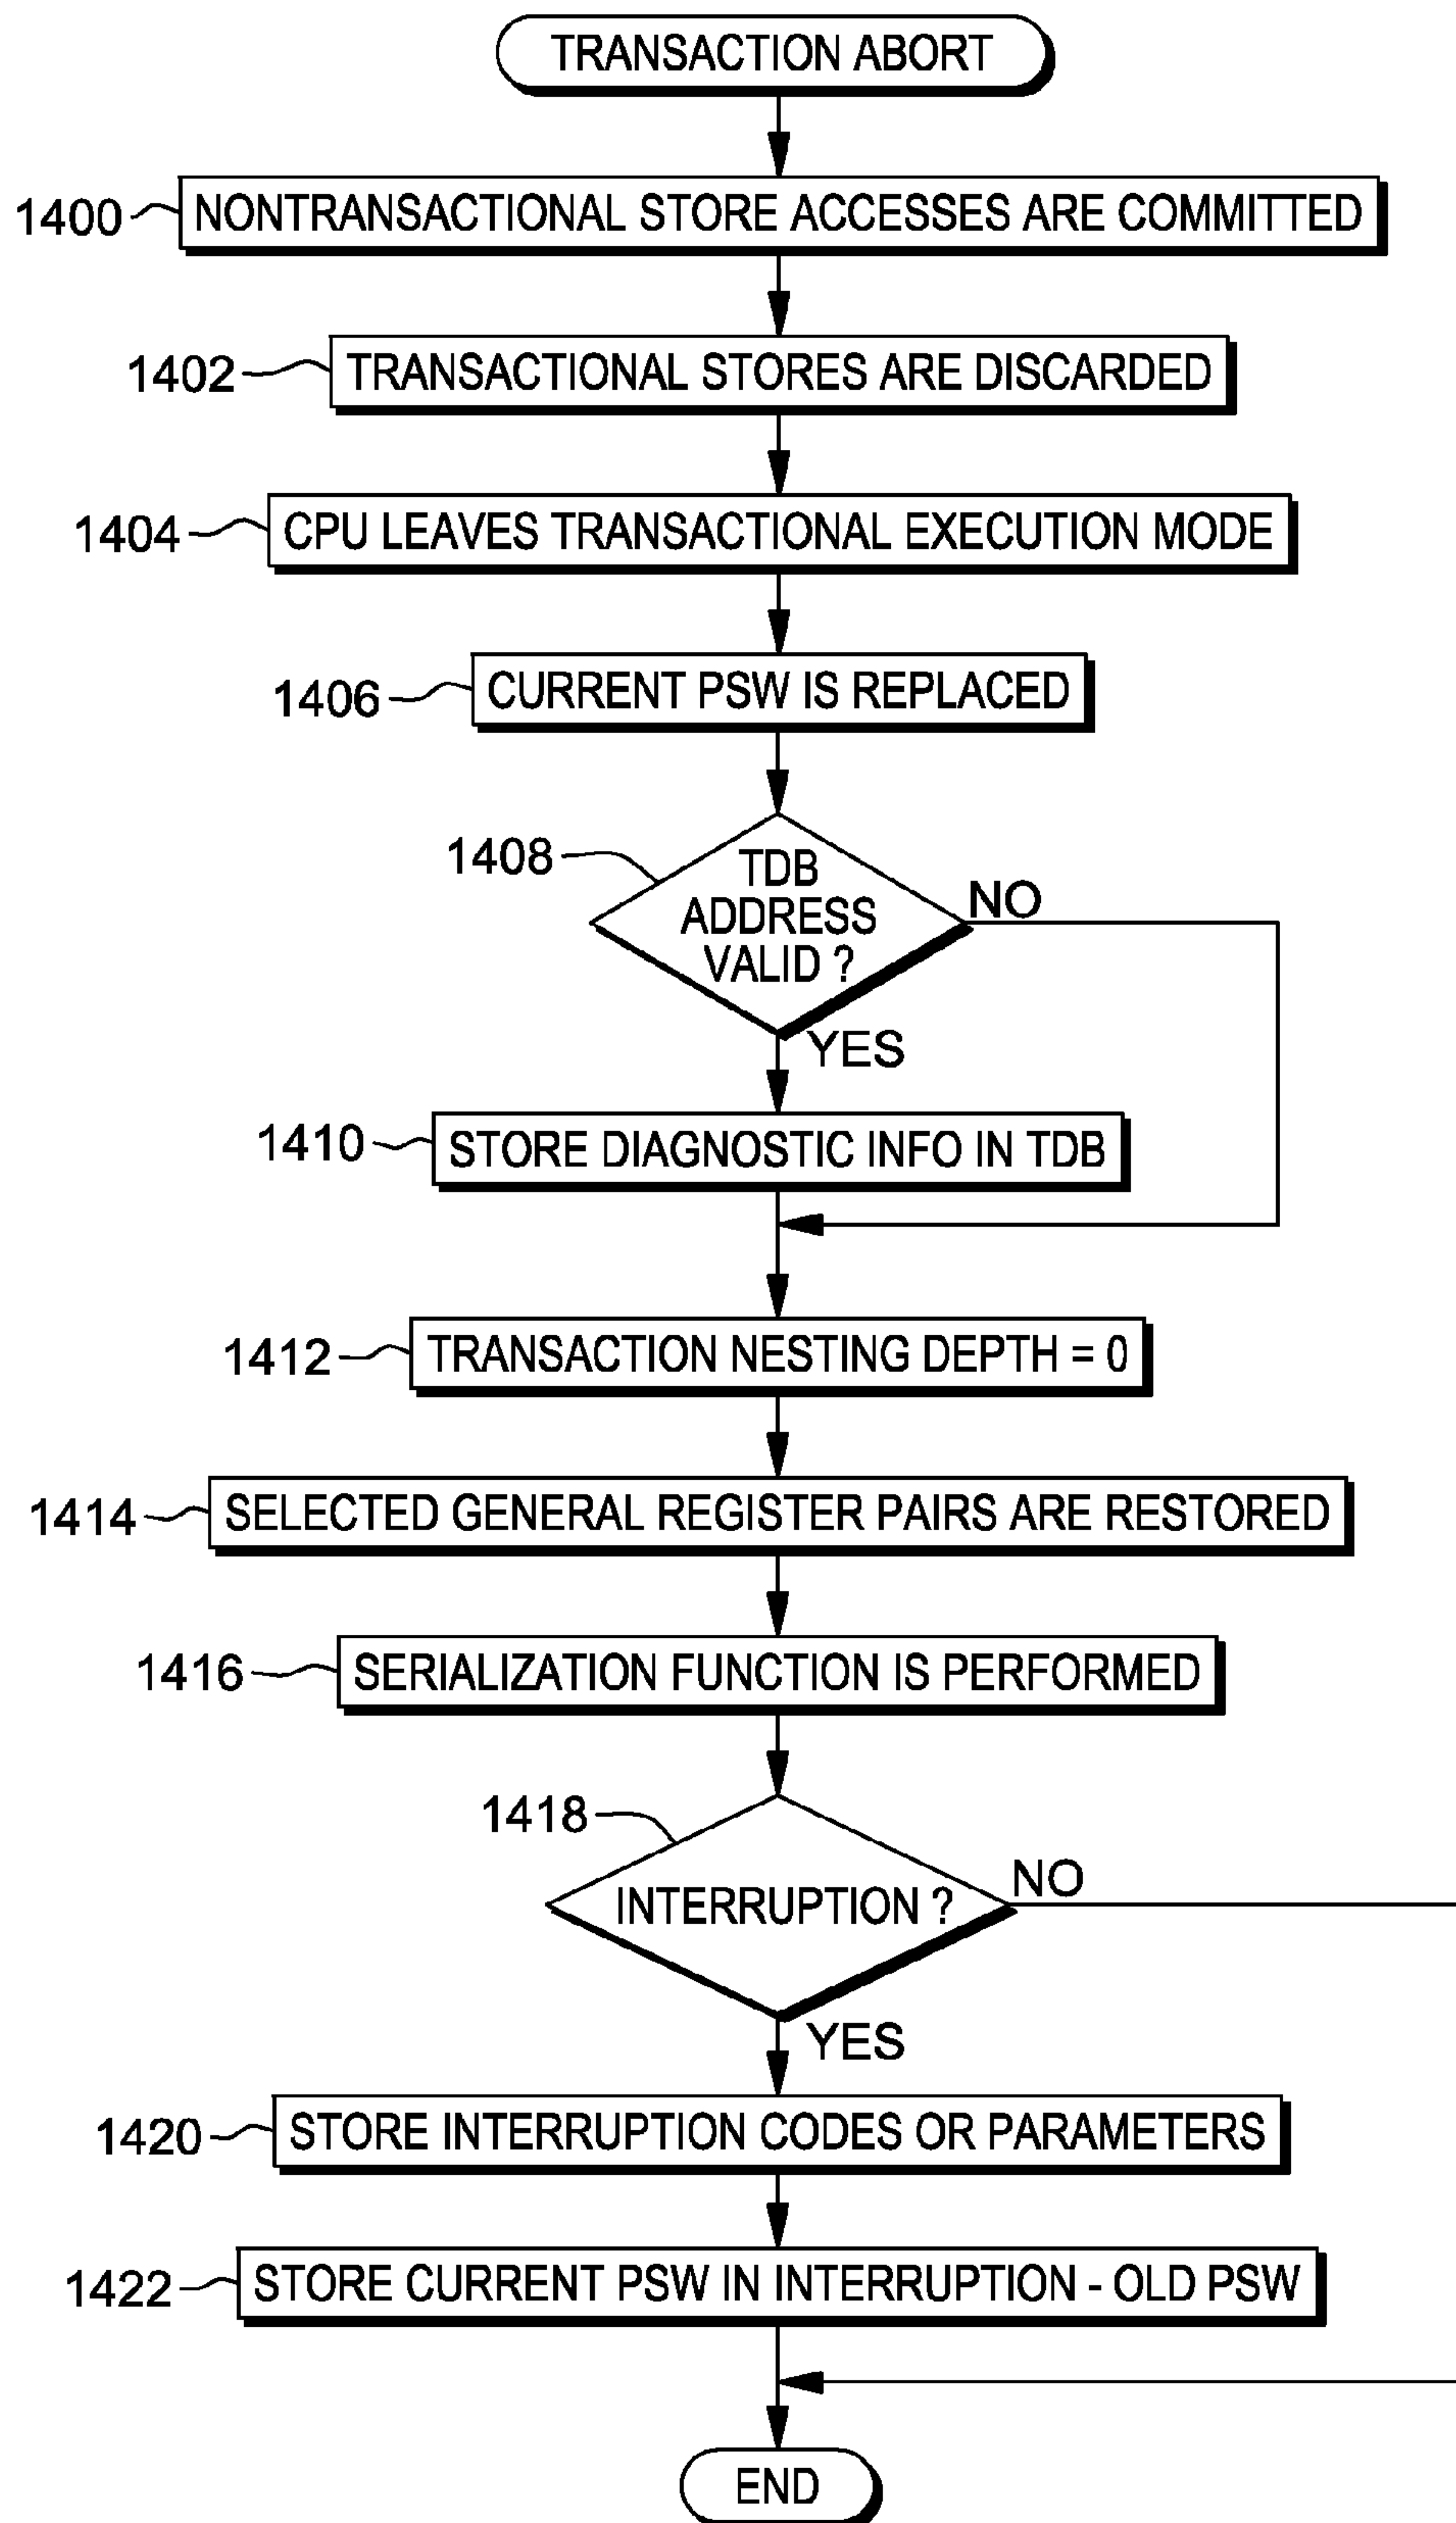 TRANSACTION ABORT
1400
NONTRANSACTIONAL STORE ACCESSES ARE COMMITTED
1402
TRANSACTIONAL STORES ARE DISCARDED
1404
CPU LEAVES TRANSACTIONAL EXECUTION MODE
1406
CURRENT PSW IS REPLACED
1408
TDB
ADDRESS
VALID ?
NO
YES
1410
STORE DIAGNOSTIC INFO IN TDB
1412
TRANSACTION NESTING DEPTH = 0
1414
SELECTED GENERAL REGISTER PAIRS ARE RESTORED
1416
SERIALIZATION FUNCTION IS PERFORMED
1418
INTERRUPTION ?
NO
YES
1420
STORE INTERRUPTION CODES OR PARAMETERS
1422
STORE CURRENT PSW IN INTERRUPTION - OLD PSW
END